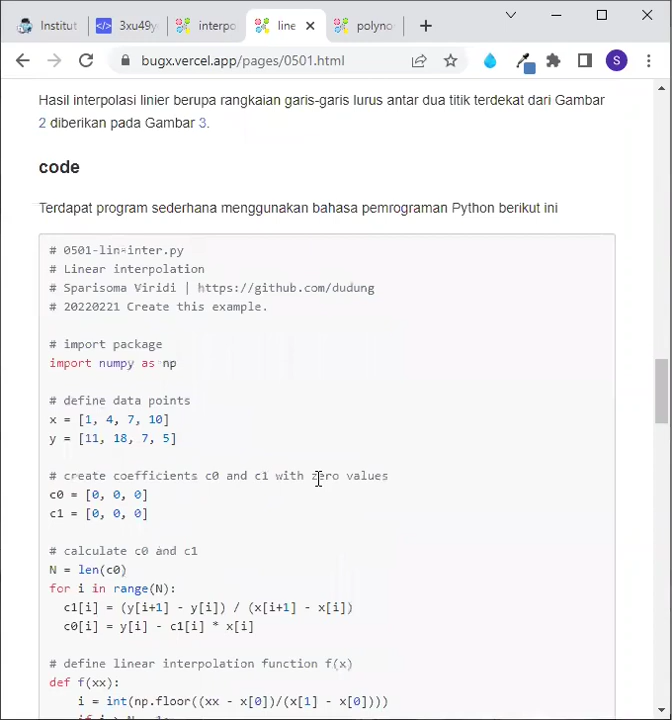 Institut
3xu49y
interpo
line
polyno
bugx.vercel.app/pages/0501.html
S
Hasil interpolasi linier berupa rangkaian garis-garis lurus antar dua titik terdekat dari Gambar
2 diberikan pada Gambar 3.
code
Terdapat program sederhana menggunakan bahasa pemrograman Python berikut ini
# 0501-lin-inter.py
# Linear interpolation
# Sparisoma Viridi | https://github.com/dudung
# 20220221 Create this example.
# import package
import numpy as np
# define data points
x = [1, 4, 7, 10]
y = [11, 18, 7, 5]
# create coefficients c0 and c1 with zero values
c0 = [0, 0, 0]
c1 = [0, 0, 0]
# calculate c0 and c1
N = len(c0)
for i in range(N):
  c1[i] = (y[i+1] - y[i]) / (x[i+1] - x[i])
  c0[i] = y[i] - c1[i] * x[i]
# define linear interpolation function f(x)
def f(xx):
  i = int(np.floor((xx - x[0])/(x[1] - x[0])))